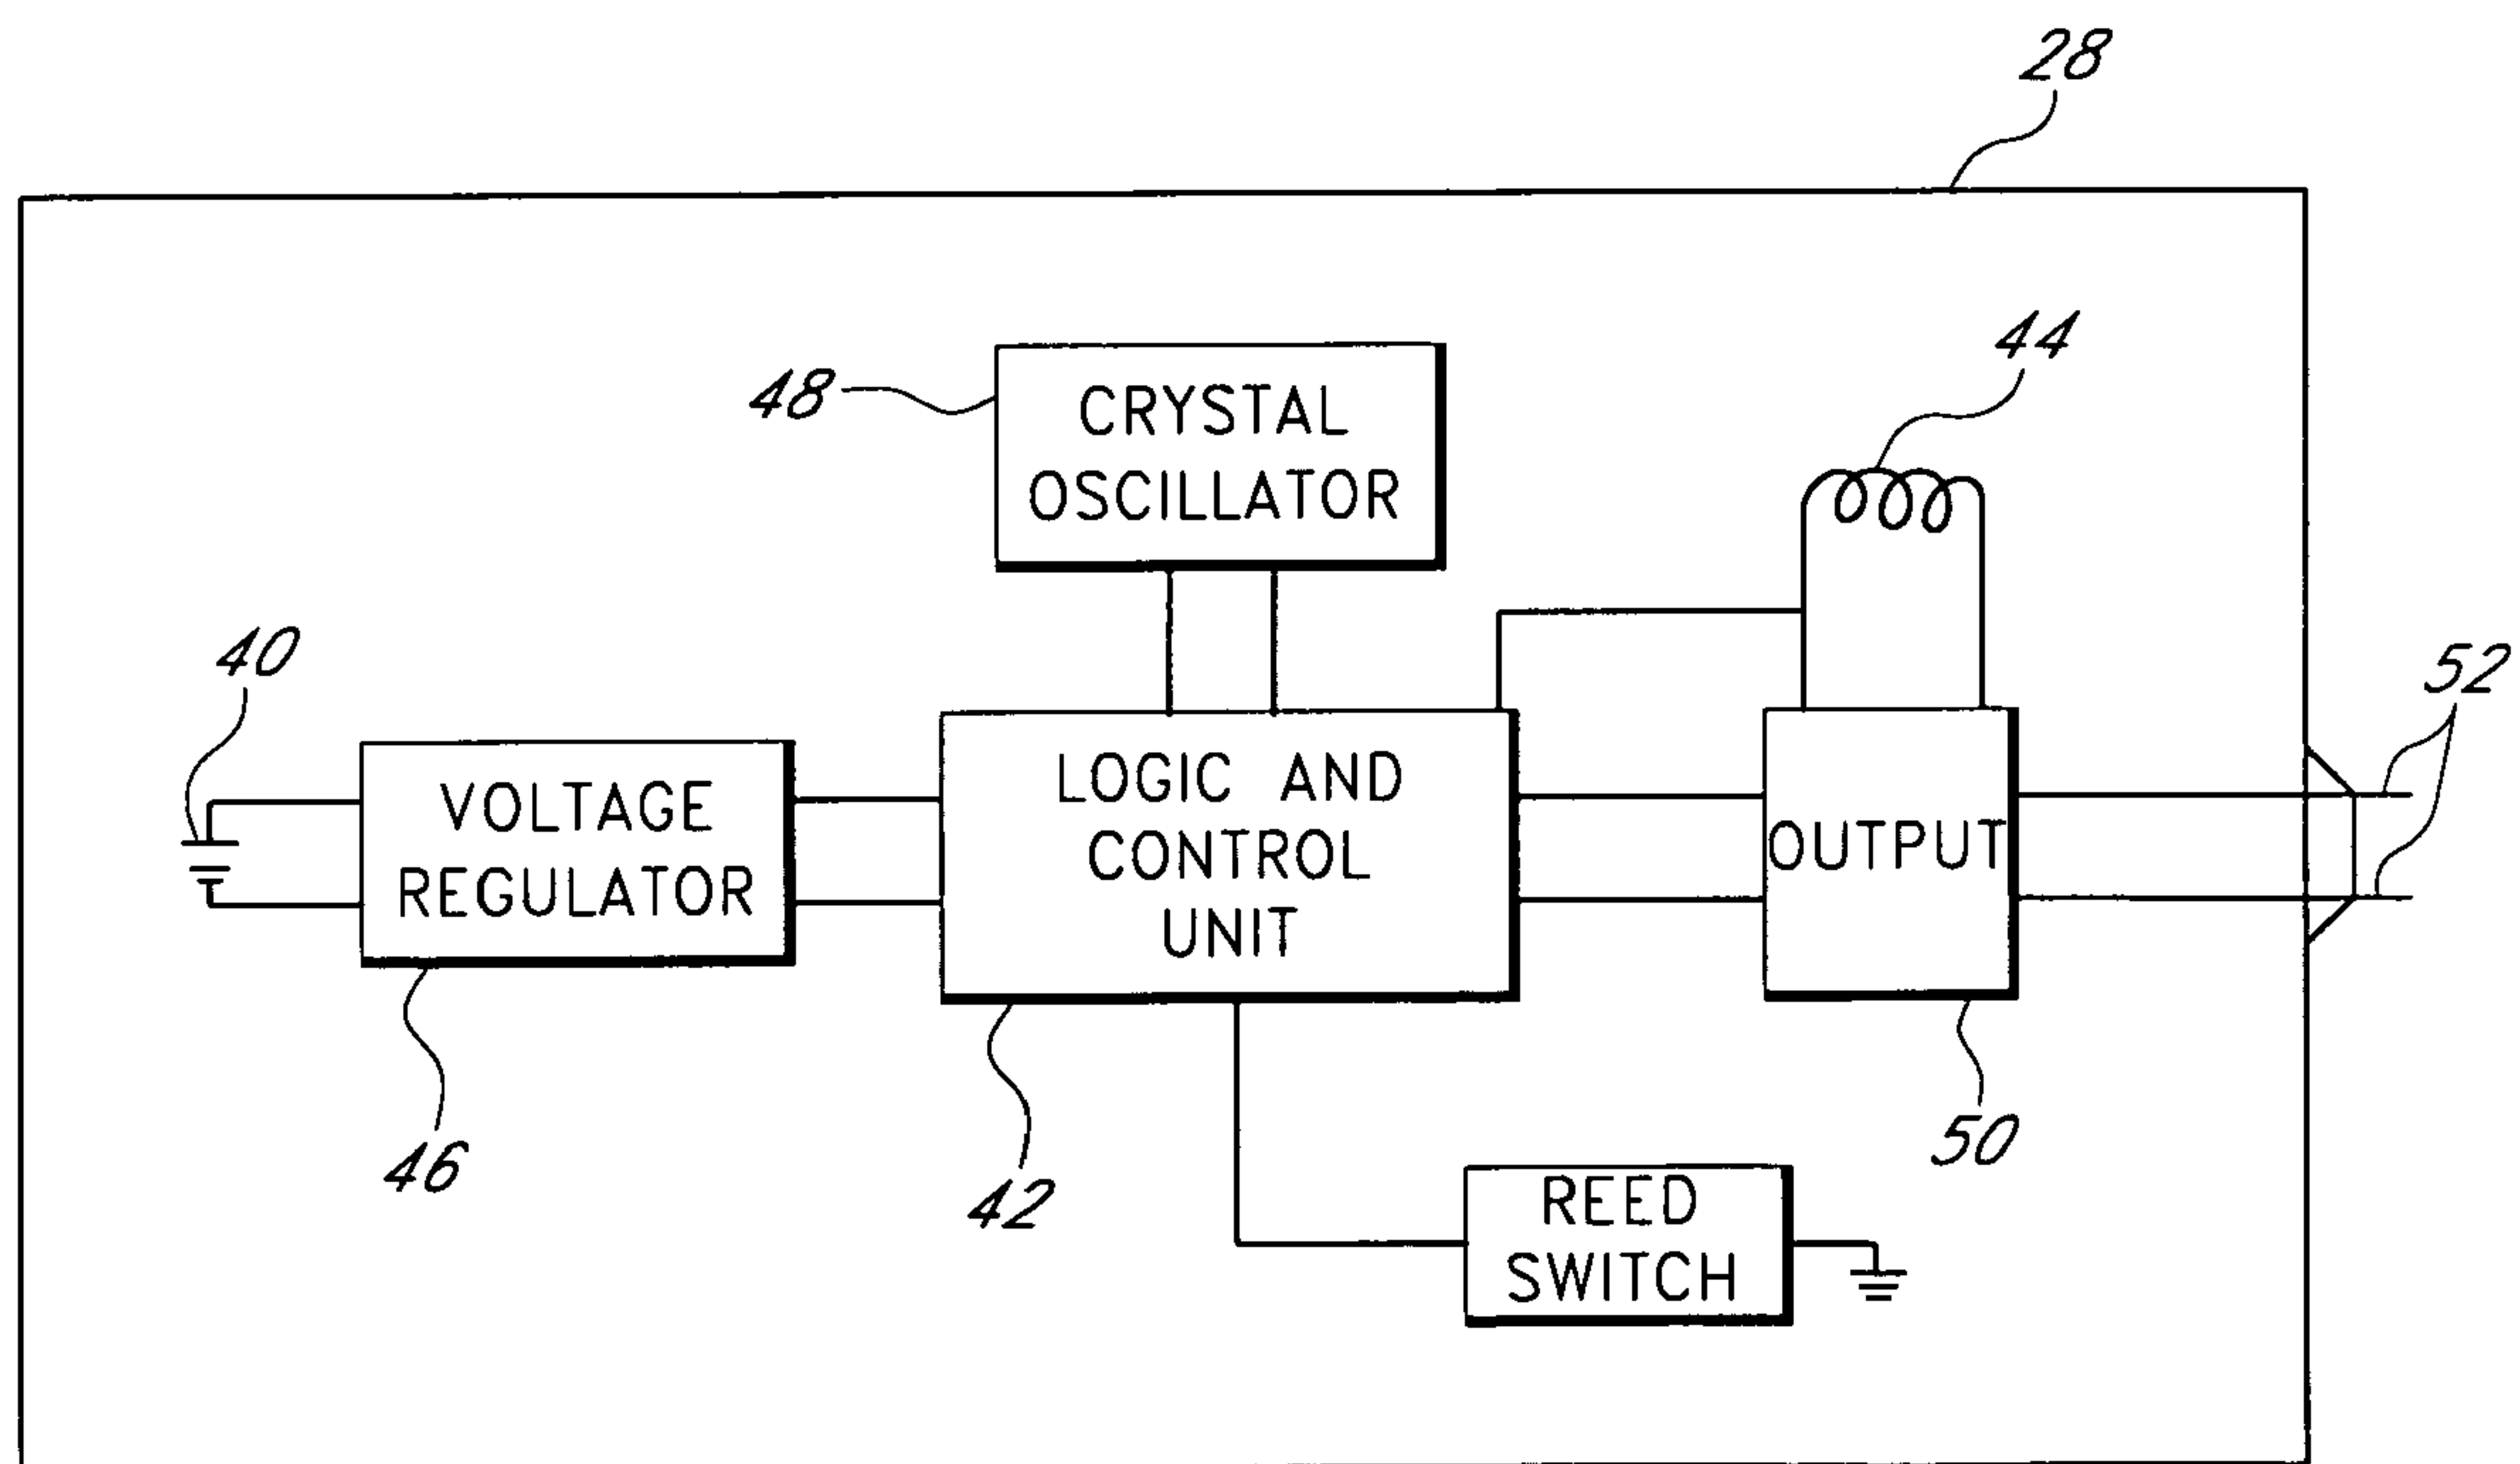 28
44
48
CRYSTAL
OSCILLATOR
40
52
VOLTAGE
REGULATOR
LOGIC AND
CONTROL
UNIT
OUTPUT
46
42
50
REED
SWITCH